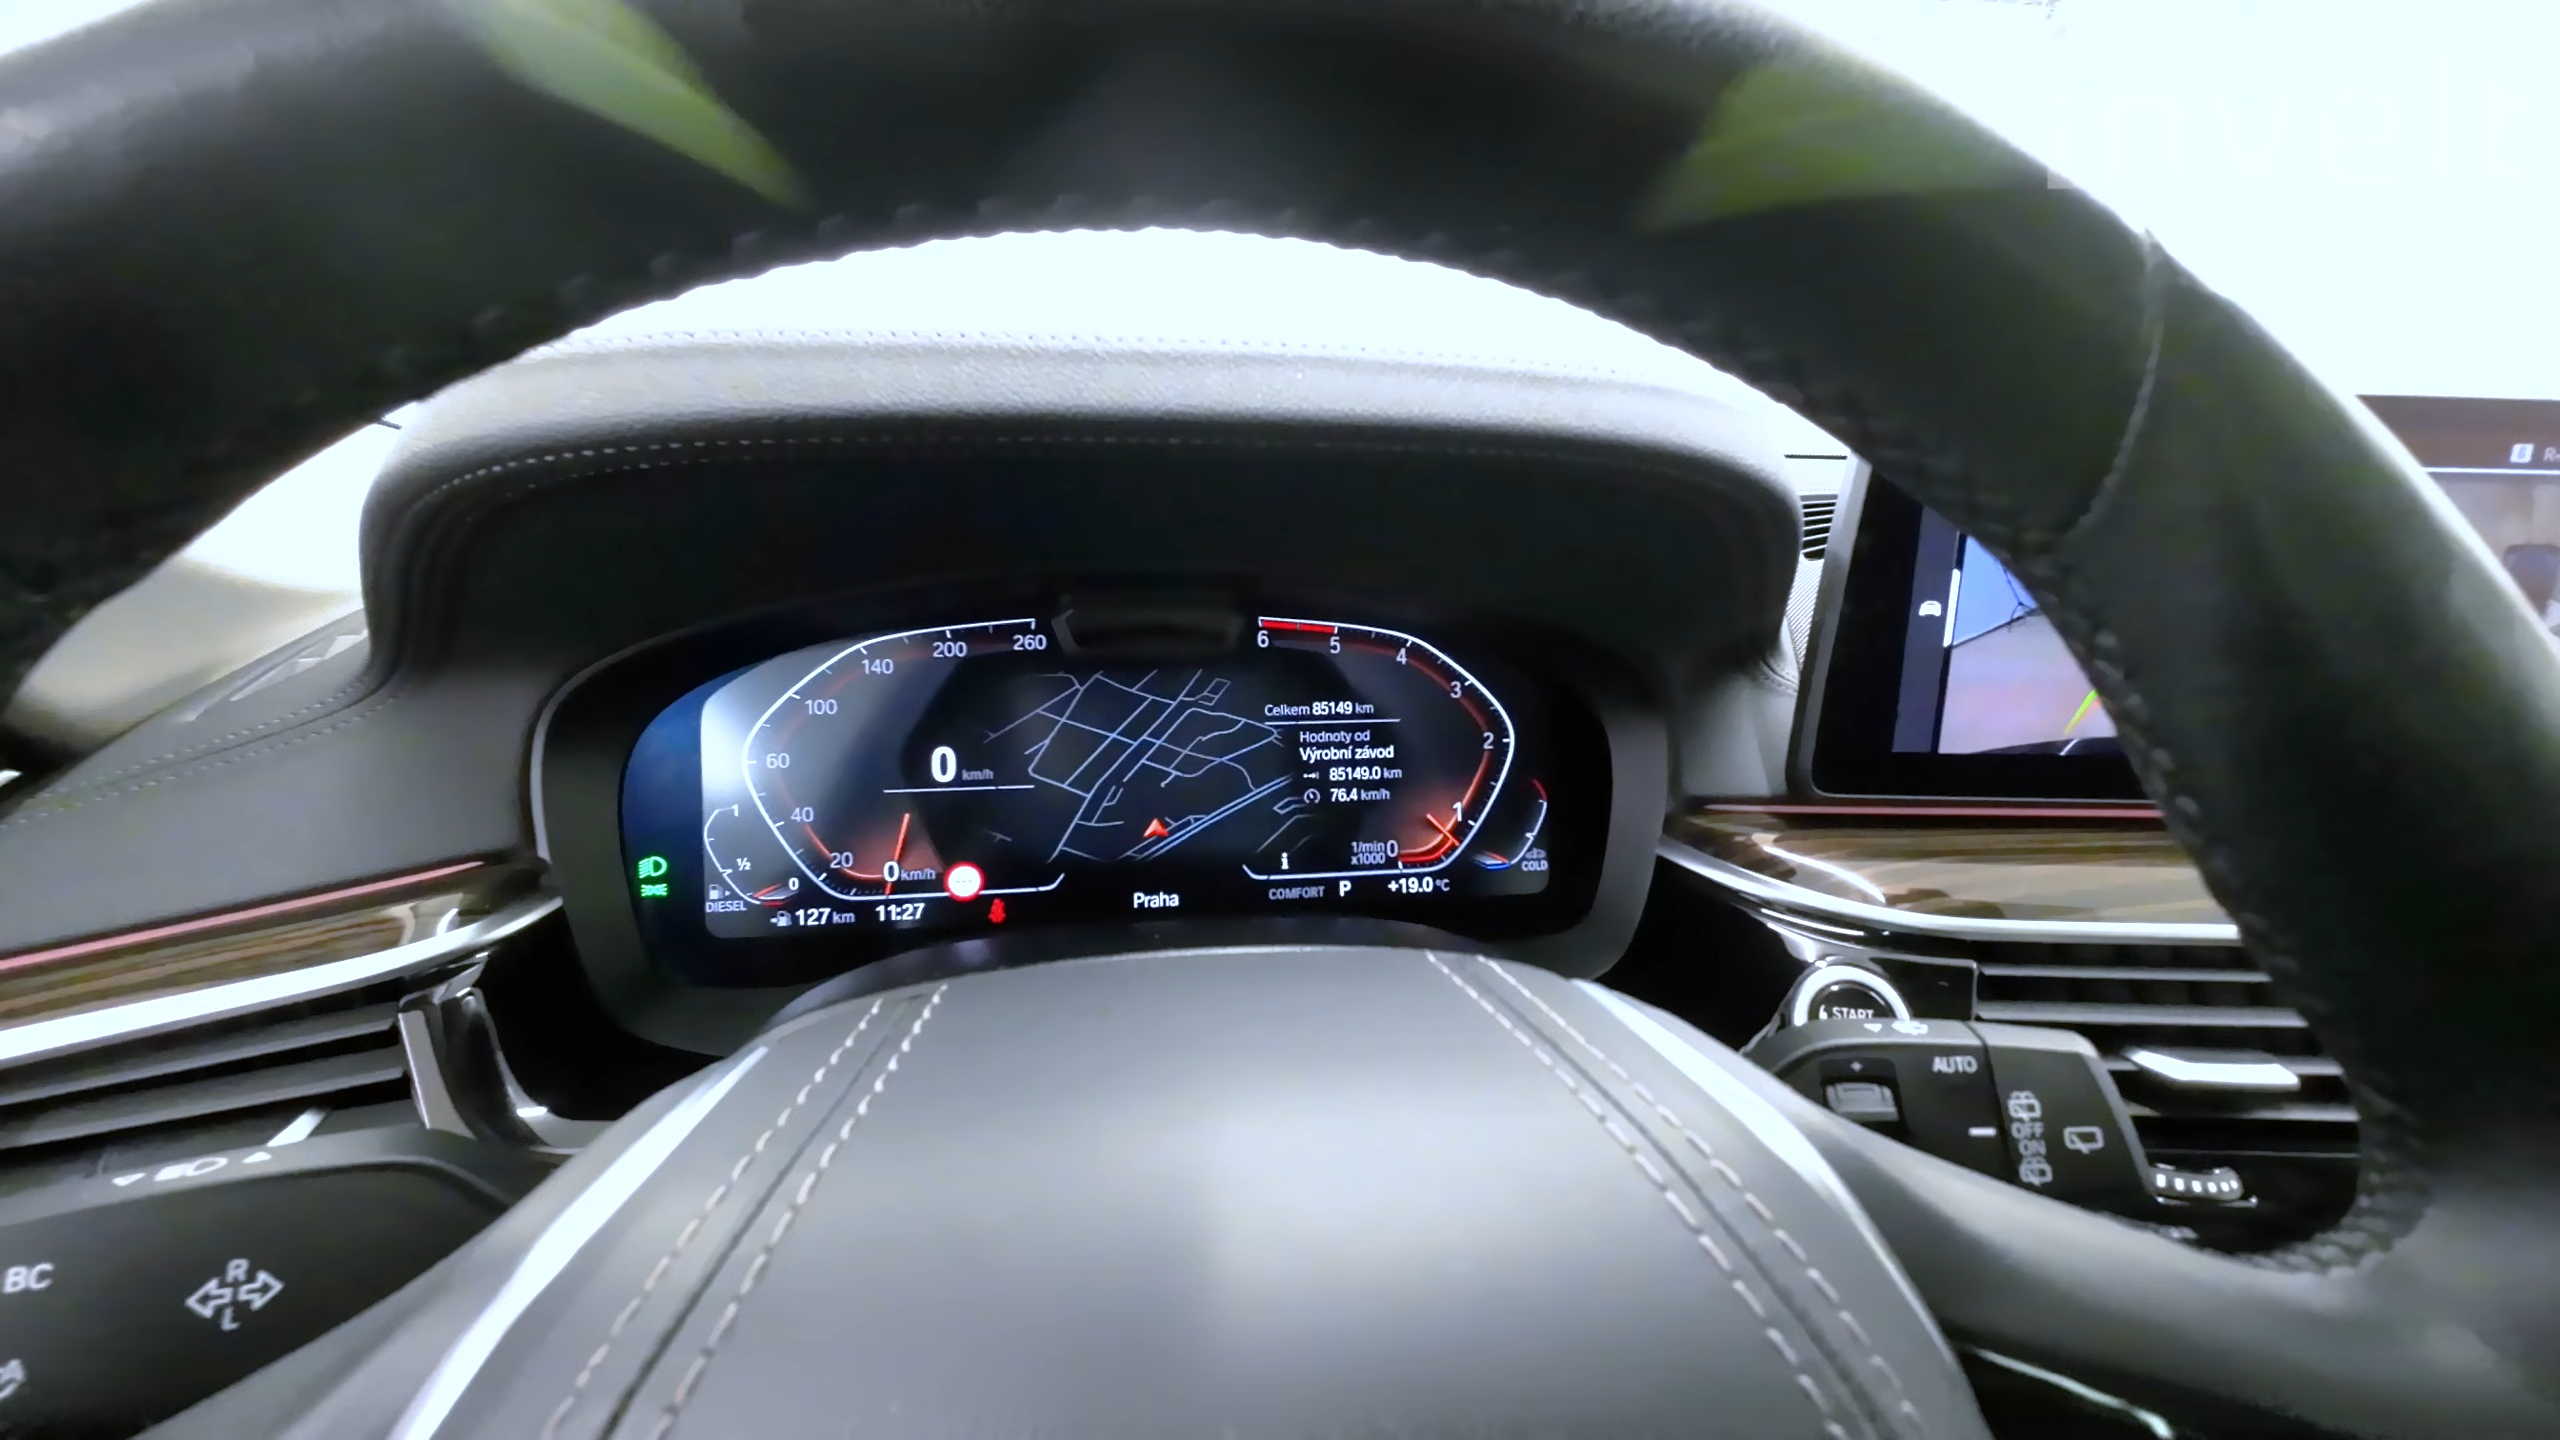 invelt
R
260
200
140
100
60
40
20
0 km/h
0 km/h
6
5
4
3
2
1
0
1/min
x1000
Celkem 85149 km
Hodnoty od
Výrobní závod
85149.0 km
76.4 km/h
1
½
0
DIESEL
127 km
11:27
Praha
COMFORT P +19.0 °C
COLD
START
AUTO
OFF
ON
BC
R
L